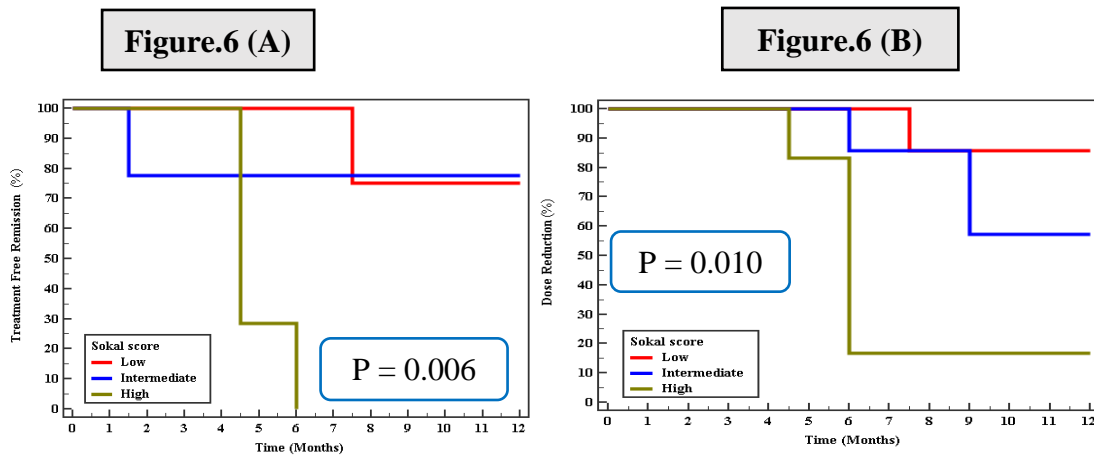 Figure.6 (A)
Treatment Free Remission (%)
100
90
80
70
60
50
40
30
20
10
0
Sokal score
Low
Intermediate
High
P = 0.006
0 1 2 3 4 5 6 7 8 9 10 11 12
Time (Months)
Figure.6 (B)
Dose Reduction (%)
100
90
80
70
60
50
40
30
20
10
0
P = 0.010
Sokal score
Low
Intermediate
High
0 1 2 3 4 5 6 7 8 9 10 11 12
Time (Months)